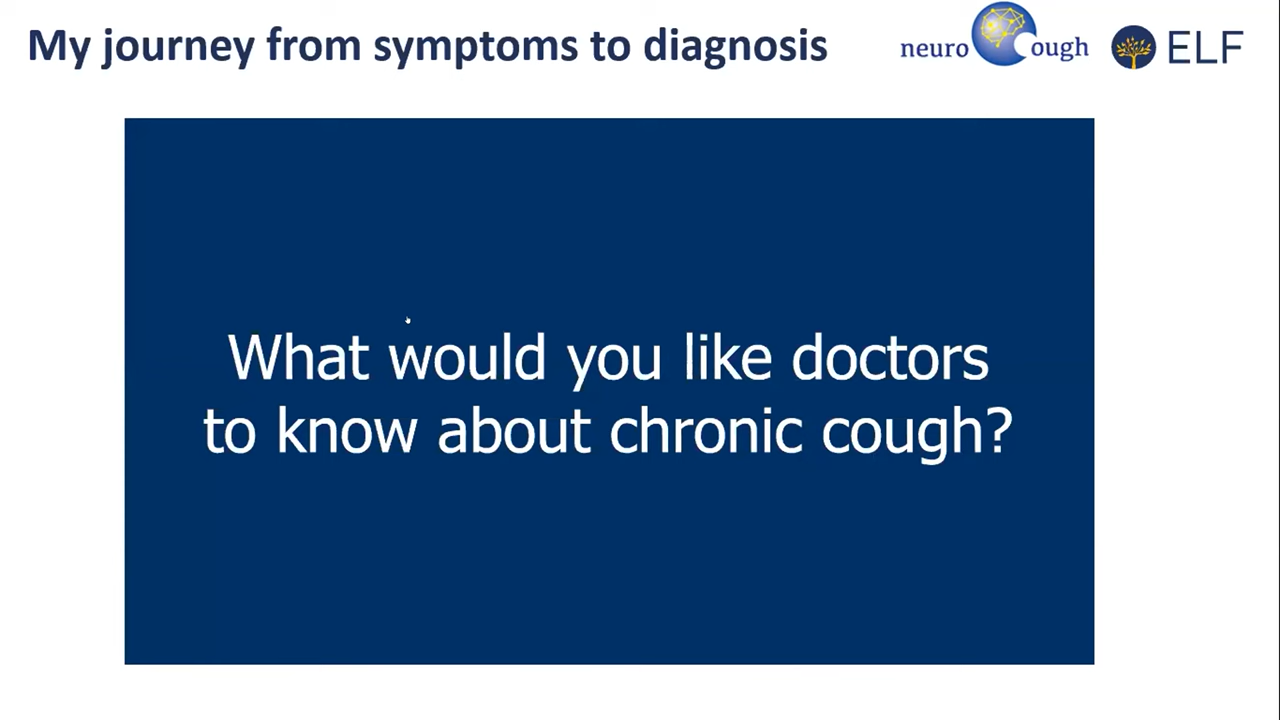 My journey from symptoms to diagnosis
neuro ough
ELF
What would you like doctors
to know about chronic cough?